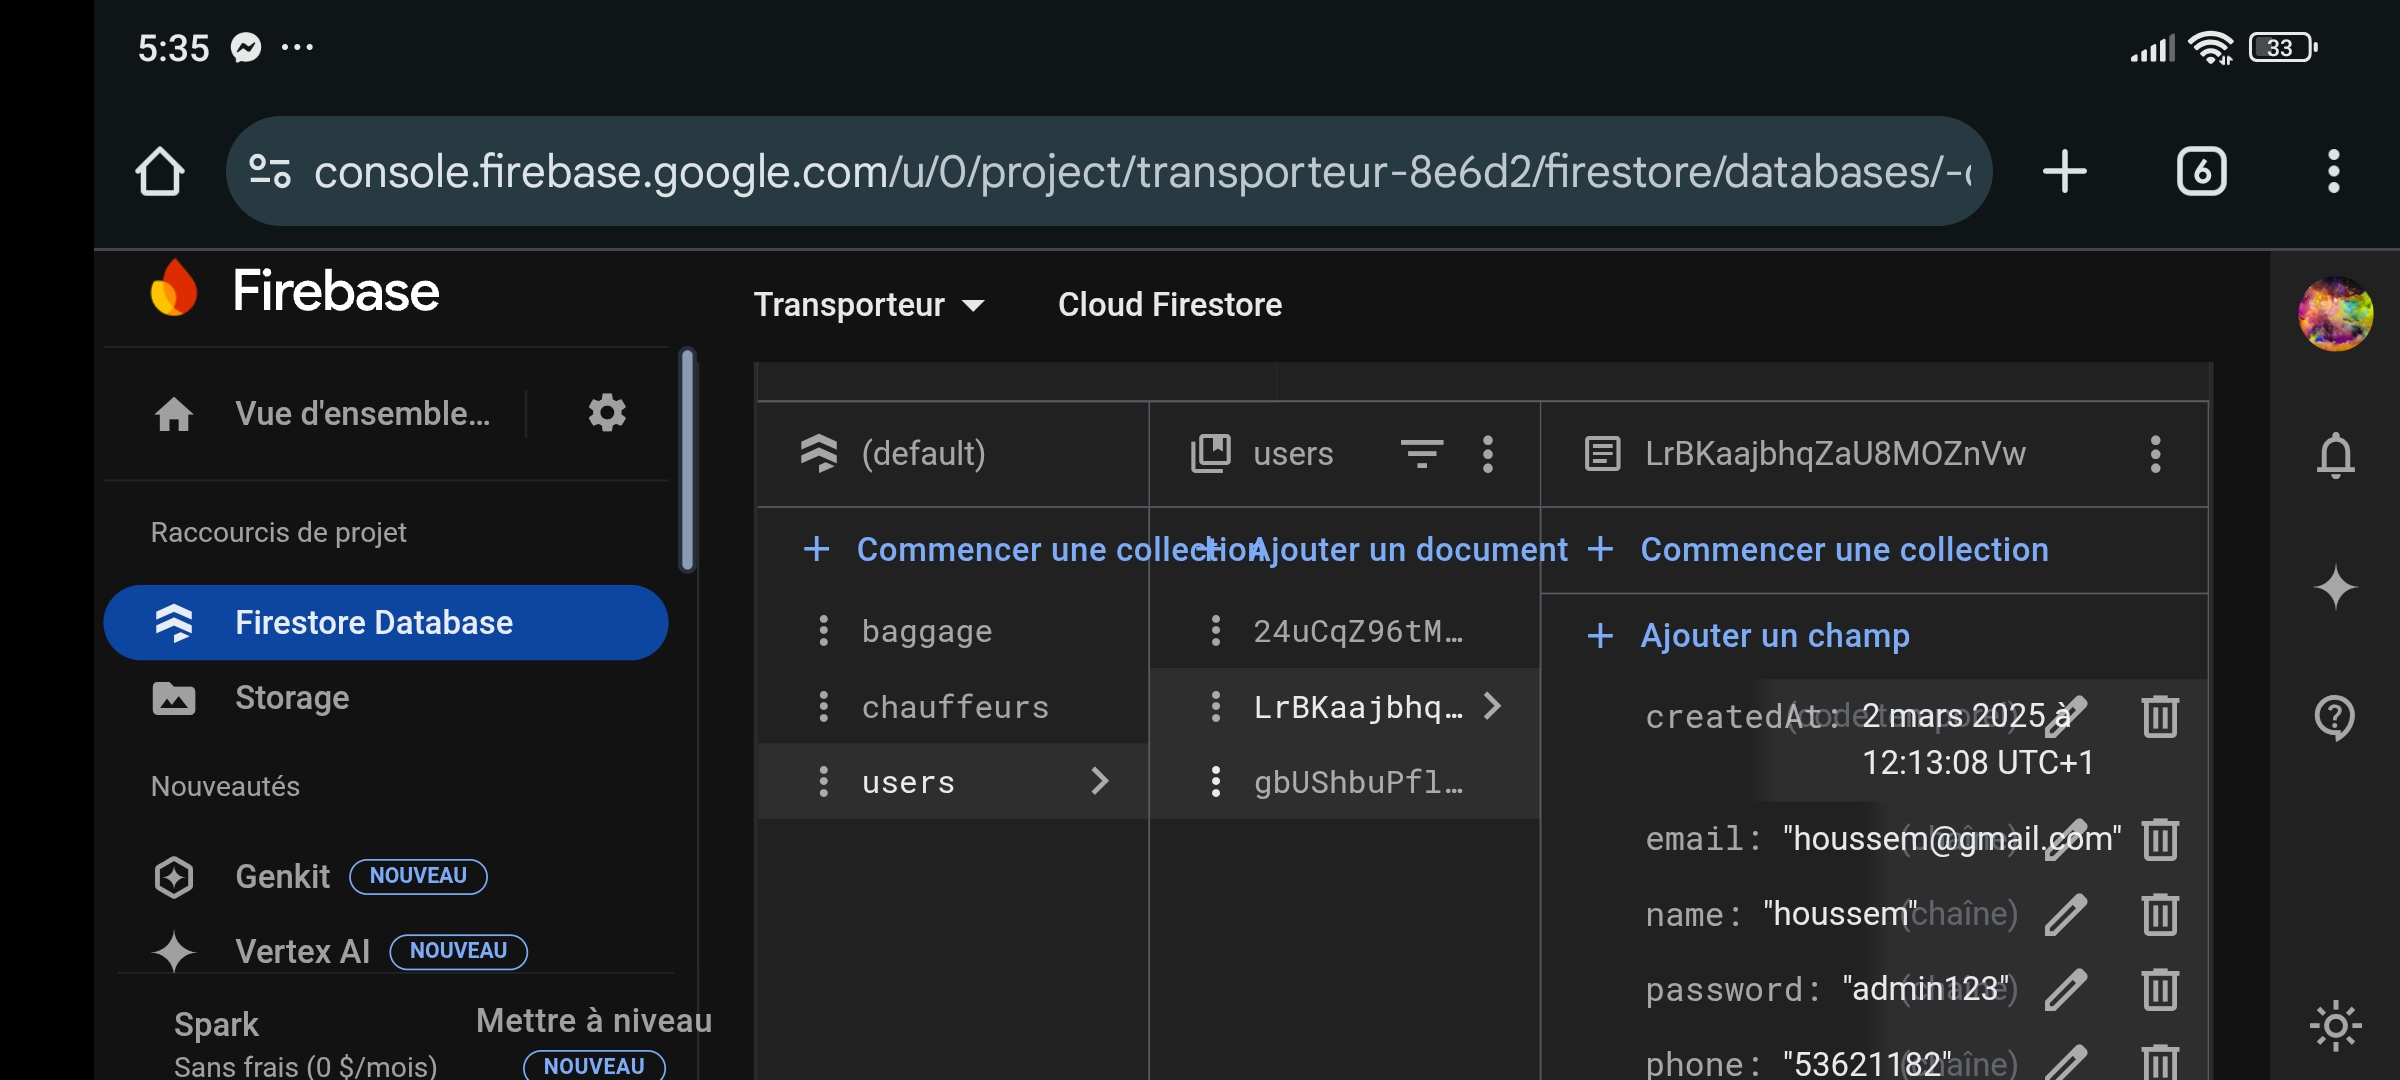 5:35
33
console.firebase.google.com/u/0/project/transporteur-8e6d2/firestore/databases/-
6
Firebase
Transporteur
Cloud Firestore
Vue d'ensemble...
Raccourcis de projet
Firestore Database
Storage
Nouveautés
Genkit NOUVEAU
Vertex AI NOUVEAU
Spark
Sans frais (0 $/mois)
Mettre à niveau
NOUVEAU
(default)
+ Commencer une collection
baggage
chauffeurs
users
users
+ Ajouter un document
24uCqZ96tM…
LrBKaajbhq…
gbUShbuPfl…
LrBKaajbhqZaU8MOZnVw
+ Commencer une collection
+ Ajouter un champ
createdAt: 2 mars 2025 à
12:13:08 UTC+1
email: "houssem@gmail.com" (chaîne)
name: "houssem" (chaîne)
password: "admin123" (chaîne)
phone: "53621182" (chaîne)